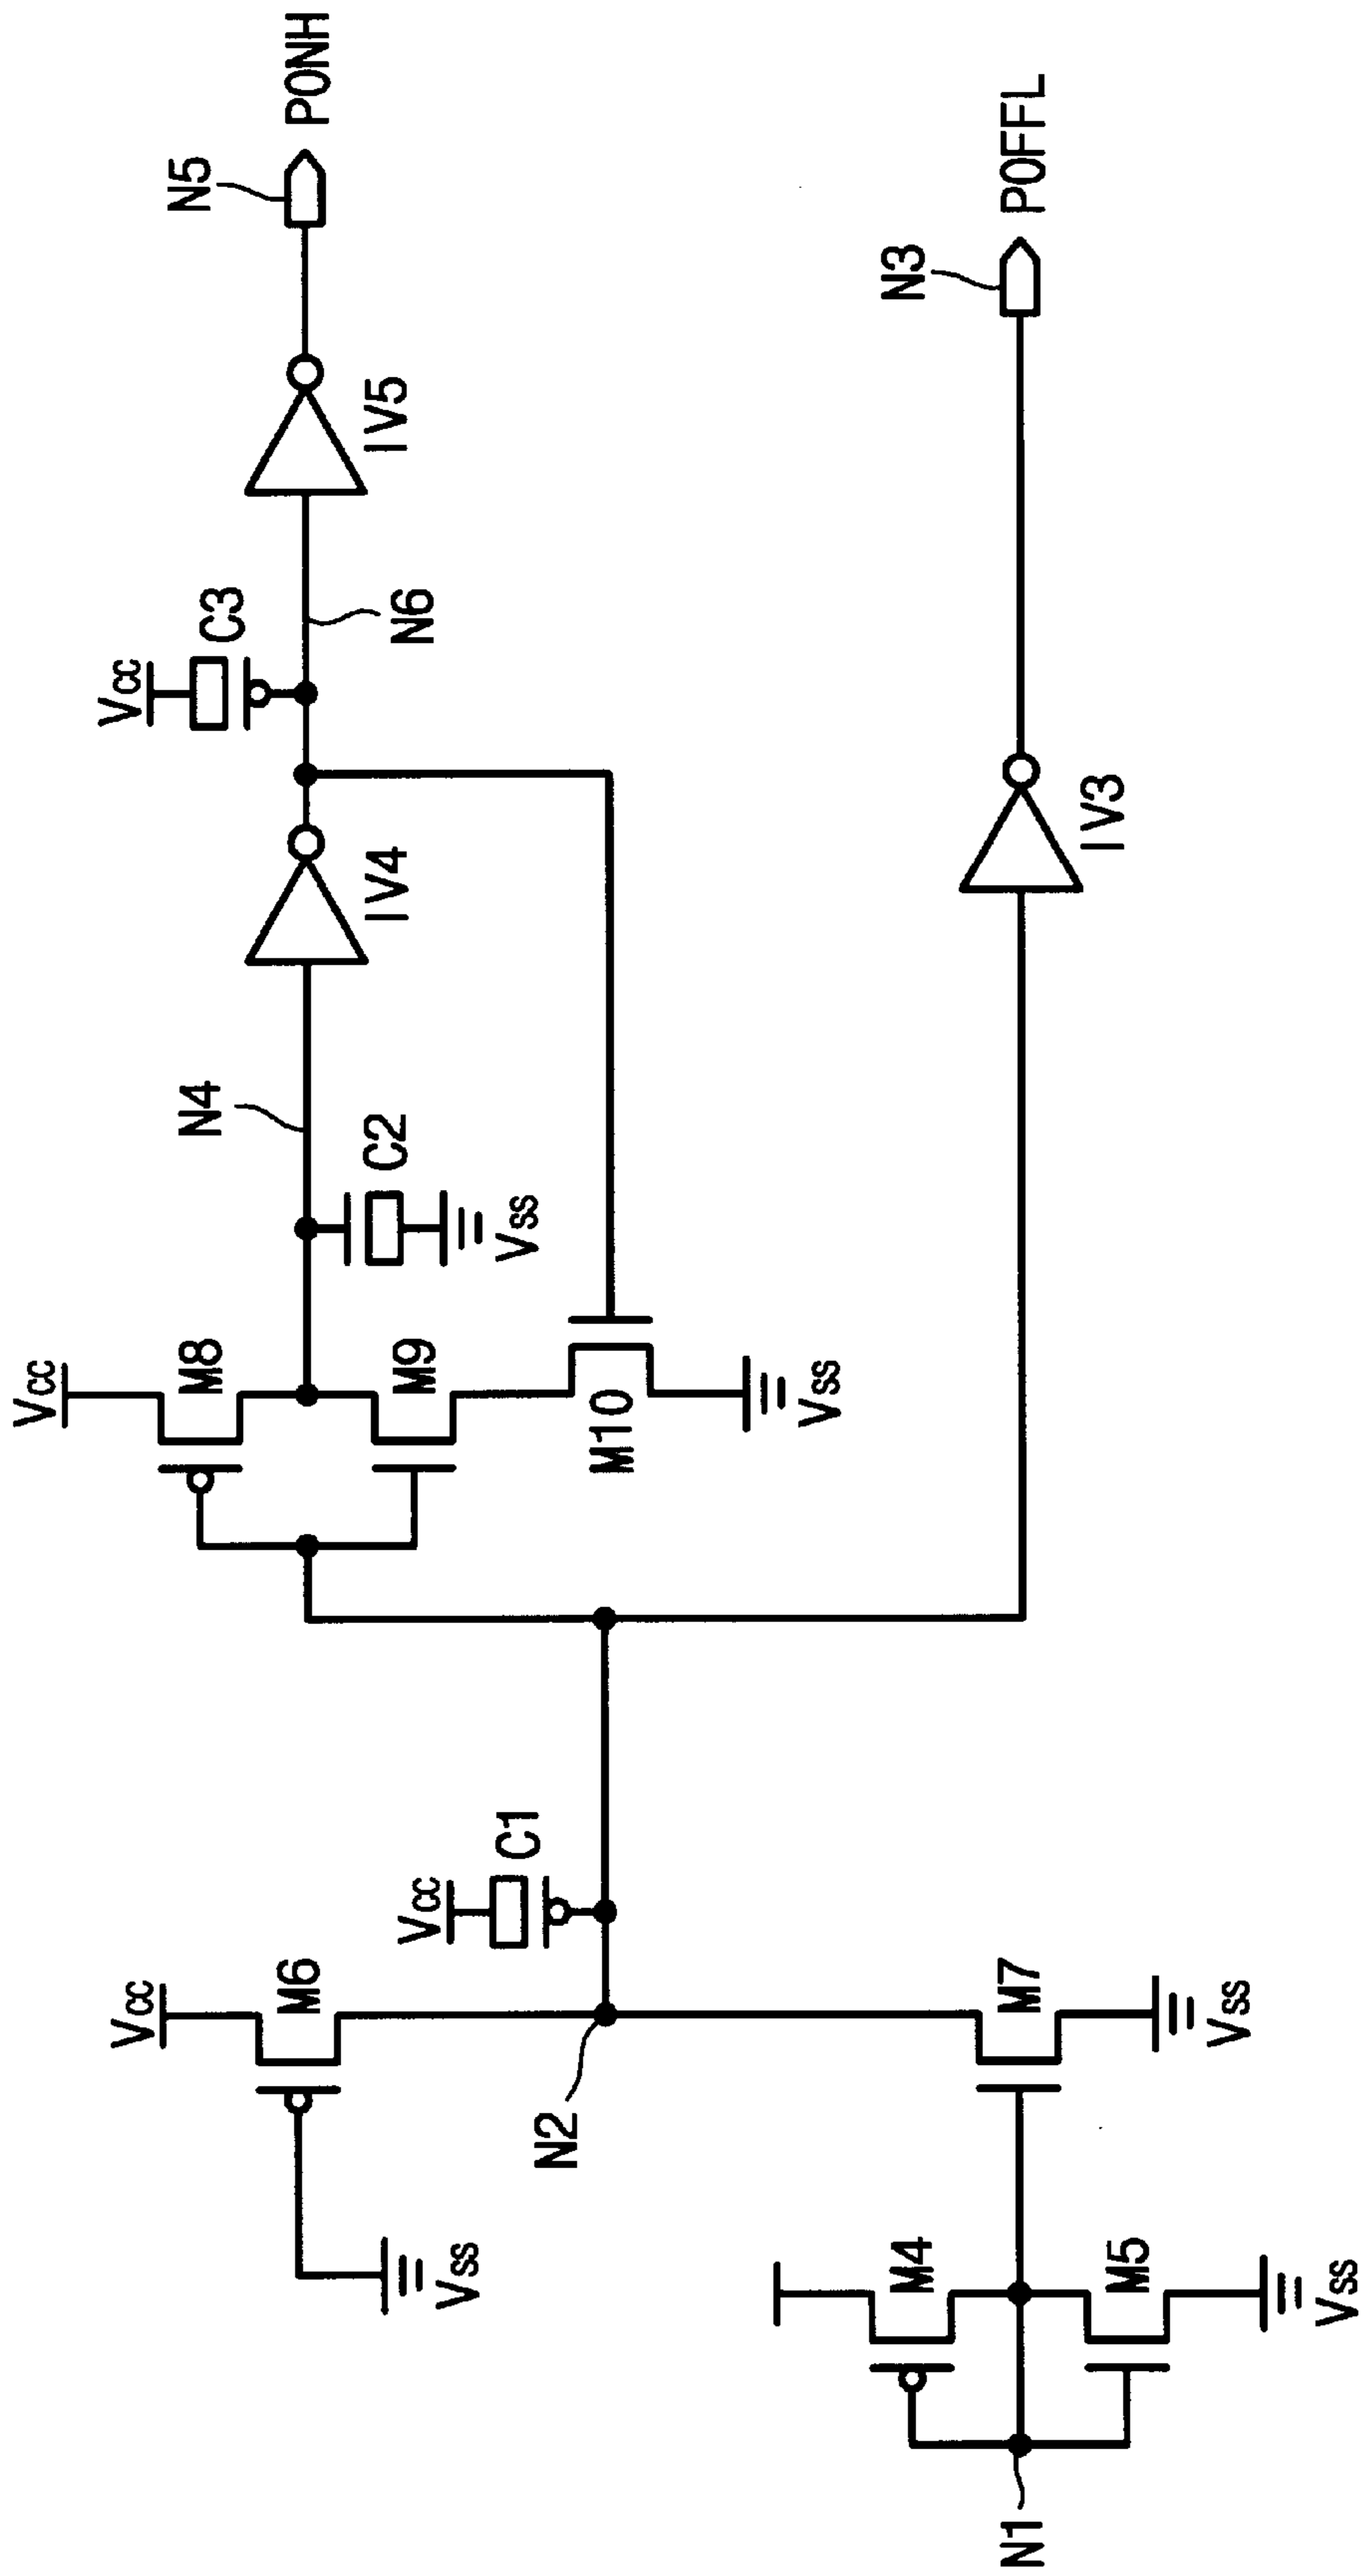 Vcc
M8
N4
N5
PONH
Vcc
C3
M9
C2
IV4
N6
IV5
Vss
M10
Vss
Vcc
M6
Vcc
C1
N2
Vss
N3
POFFL
M4
M7
IV3
N1
M5
Vss
Vss